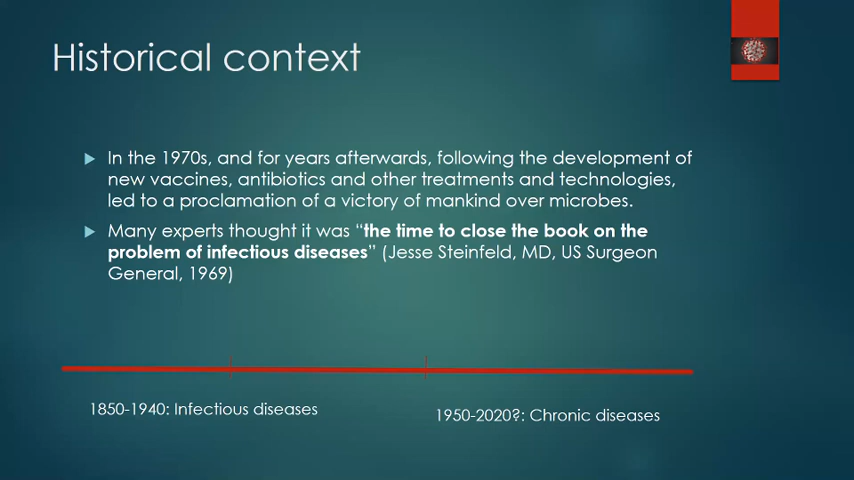 Historical context
In the 1970s, and for years afterwards, following the development of
new vaccines, antibiotics and other treatments and technologies,
led to a proclamation of a victory of mankind over microbes.
Many experts thought it was “the time to close the book on the
problem of infectious diseases” (Jesse Steinfeld, MD, US Surgeon
General, 1969)
1850-1940: Infectious diseases
1950-2020?: Chronic diseases